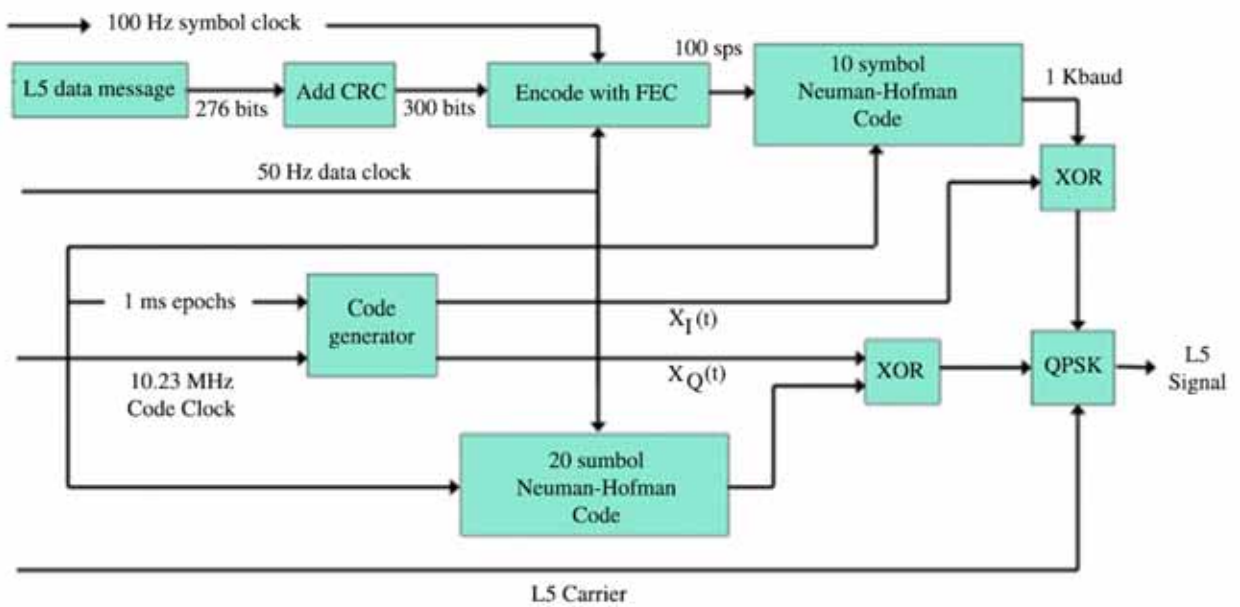 100 Hz symbol clock
100 sps
L5 data message
276 bits
Add CRC
300 bits
Encode with FEC
10 symbol
Neuman-Hofman
Code
1 Kbaud
50 Hz data clock
XOR
1 ms epochs
Code
generator
XI(t)
XQ(t)
10.23 MHz
Code Clock
XOR
QPSK
L5
Signal
20 sumbol
Neuman-Hofman
Code
L5 Carrier